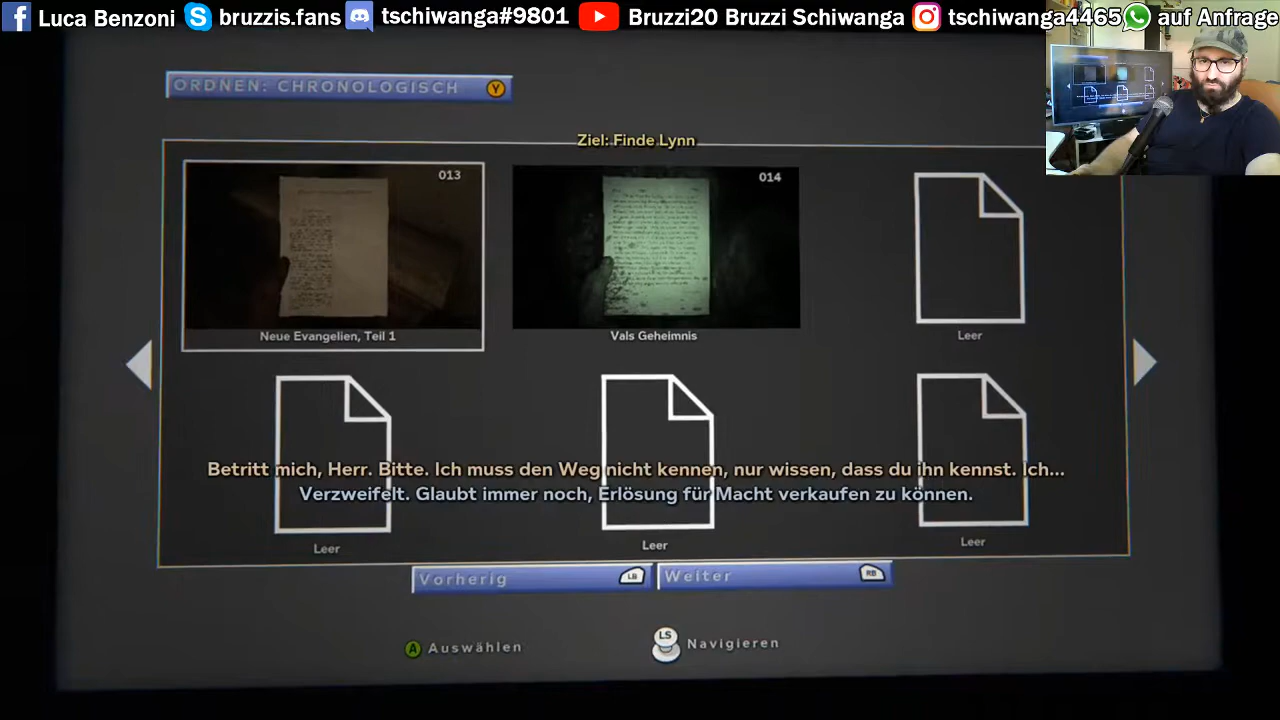 Luca Benzoni bruzzis.fans tschiwanga#9801 Bruzzi20 Bruzzi Schiwanga tschiwanga4465 auf Anfrage
ORDNEN: CHRONOLOGISCH Y
Ziel: Finde Lynn
013
014
Neue Evangelien, Teil 1
Vals Geheimnis
Leer
Betritt mich, Herr. Bitte. Ich muss den Weg nicht kennen, nur wissen, dass du ihn kennst. Ich...
Verzweifelt. Glaubt immer noch, Erlösung für Macht verkaufen zu können.
Leer
Leer
Leer
Vorherig LB
Weiter RB
A Auswählen
LS Navigieren